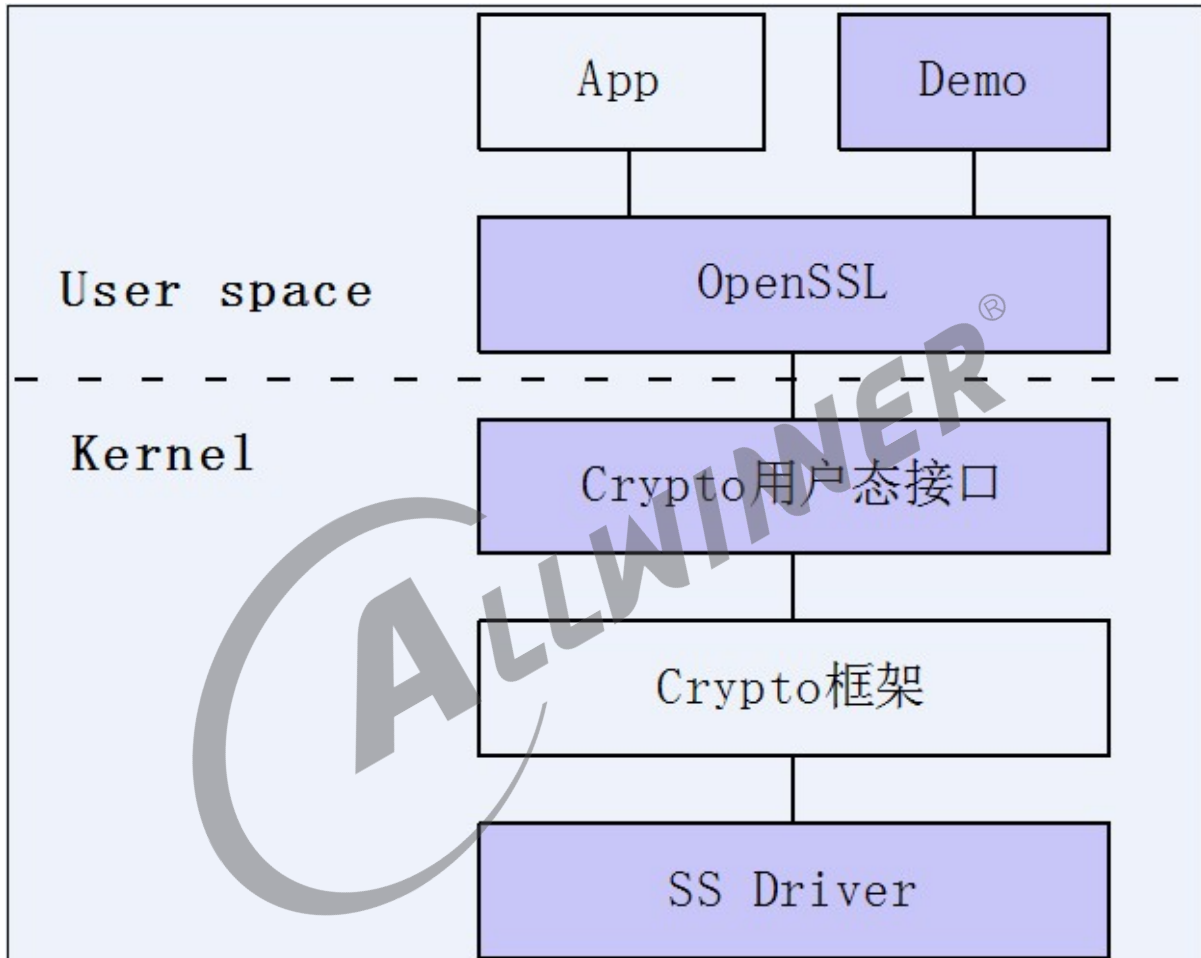 App
Demo
OpenSSL
User space
Kernel
Crypto用户态接口
Crypto框架
SS Driver
ALLWINNER®